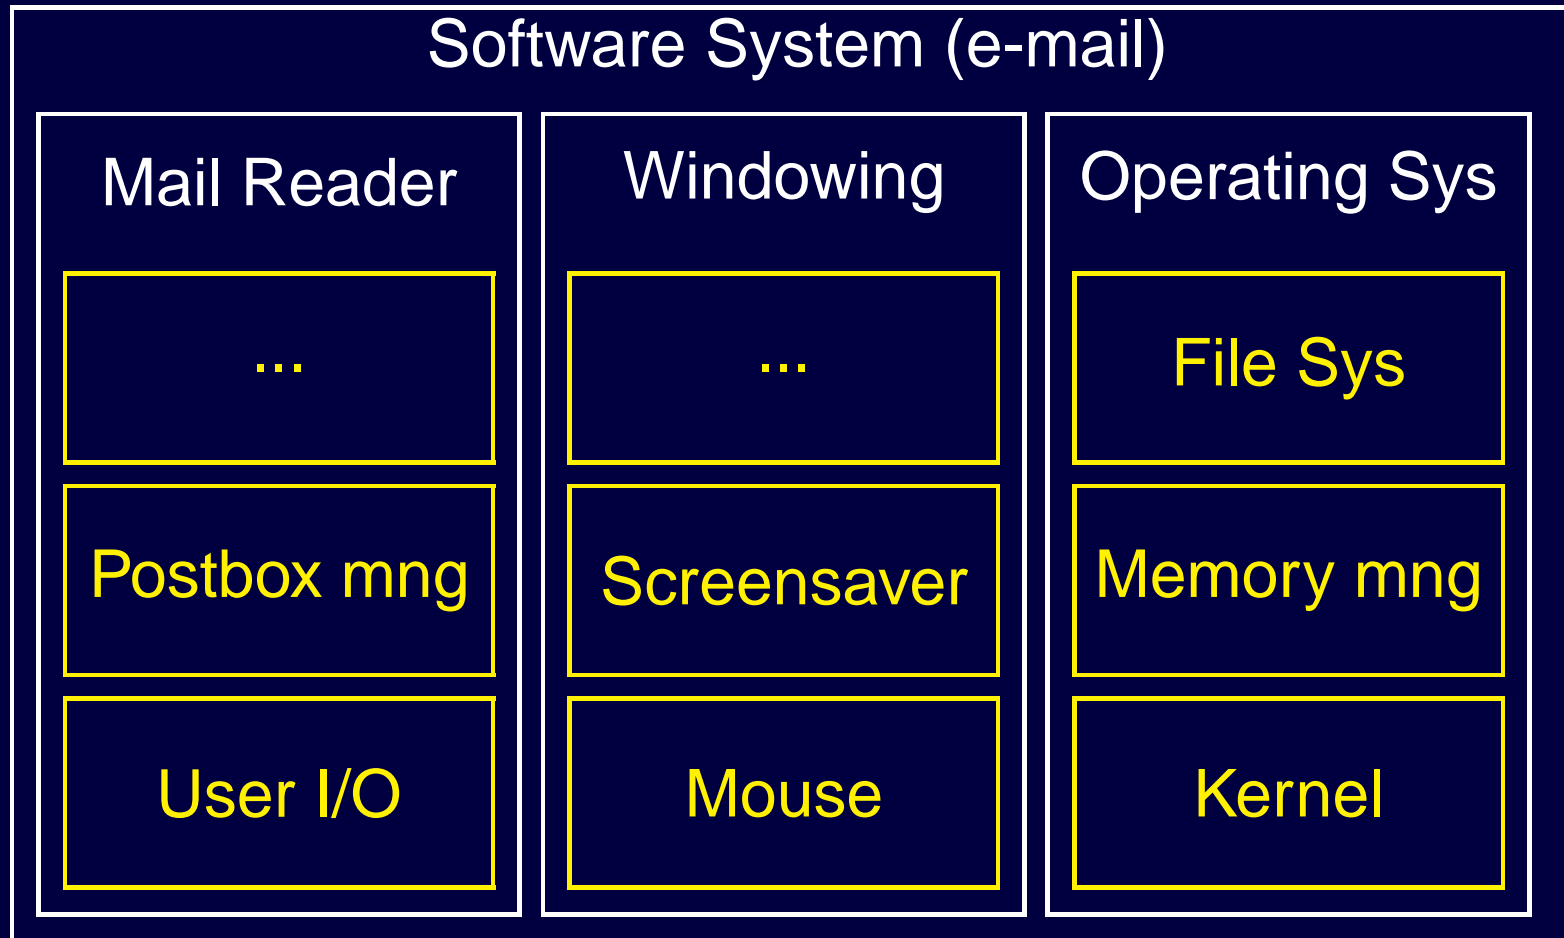 Software System (e-mail)
Mail Reader
...
Postbox mng
User I/O
Windowing
...
Screensaver
Mouse
Operating Sys
File Sys
Memory mng
Kernel